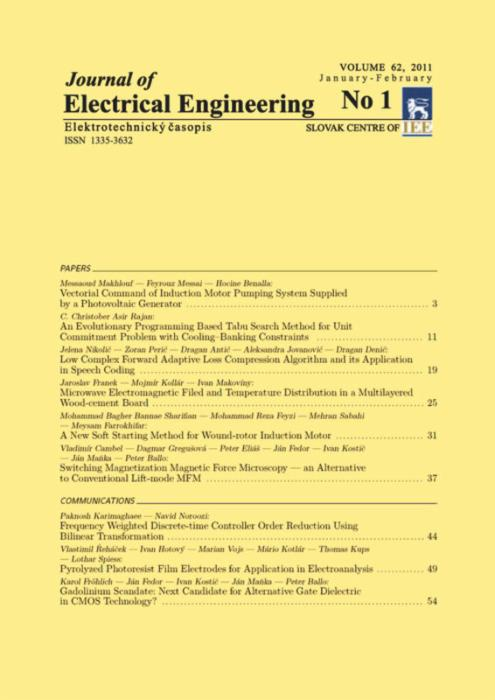 VOLUME 62, 2011
January-February
Journal of
Electrical Engineering No 1
Elektrotechnický časopis
SLOVAK CENTRE OF IEE
ISSN 1335-3632
PAPERS
Messaoud Makhlouf — Feyrouz Messai — Hocine Benalla:
Vectorial Command of Induction Motor Pumping System Supplied
by a Photovoltaic Generator 3
C. Christober Asir Rajan:
An Evolutionary Programming Based Tabu Search Method for Unit
Commitment Problem with Cooling–Banking Constraints 11
Jelena Nikolić — Zoran Perić — Dragan Antić — Aleksandra Jovanović — Dragan Denić:
Low Complex Forward Adaptive Loss Compression Algorithm and its Application
in Speech Coding 19
Jaroslav Franek — Mojmír Kollár — Ivan Makovíny:
Microwave Electromagnetic Filed and Temperature Distribution in a Multilayered
Wood-cement Board 25
Mohammad Bagher Bannae Sharifian — Mohammad Reza Feyzi — Mehran Sabahi
— Meysam Farrokhifar:
A New Soft Starting Method for Wound-rotor Induction Motor 31
Vladimír Cambel — Dagmar Gregušová — Peter Eliáš — Ján Fedor — Ivan Kostič
— Ján Maňka — Peter Ballo:
Switching Magnetization Magnetic Force Microscopy — an Alternative
to Conventional Lift-mode MFM 37
COMMUNICATIONS
Paknosh Karimaghaee — Navid Noroozi:
Frequency Weighted Discrete-time Controller Order Reduction Using
Bilinear Transformation 44
Vlastimil Řeháček — Ivan Hotový — Marian Vojs — Mário Kotlár — Thomas Kups
— Lothar Spiess:
Pyrolyzed Photoresist Film Electrodes for Application in Electroanalysis 49
Karol Fröhlich — Ján Fedor — Ivan Kostič — Ján Maňka — Peter Ballo:
Gadolinium Scandate: Next Candidate for Alternative Gate Dielectric
in CMOS Technology? 54